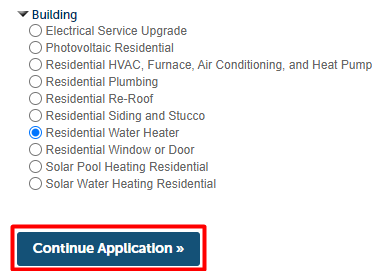 Building
Electrical Service Upgrade
Photovoltaic Residential
Residential HVAC, Furnace, Air Conditioning, and Heat Pump
Residential Plumbing
Residential Re-Roof
Residential Siding and Stucco
Residential Water Heater
Residential Window or Door
Solar Pool Heating Residential
Solar Water Heating Residential
Continue Application »